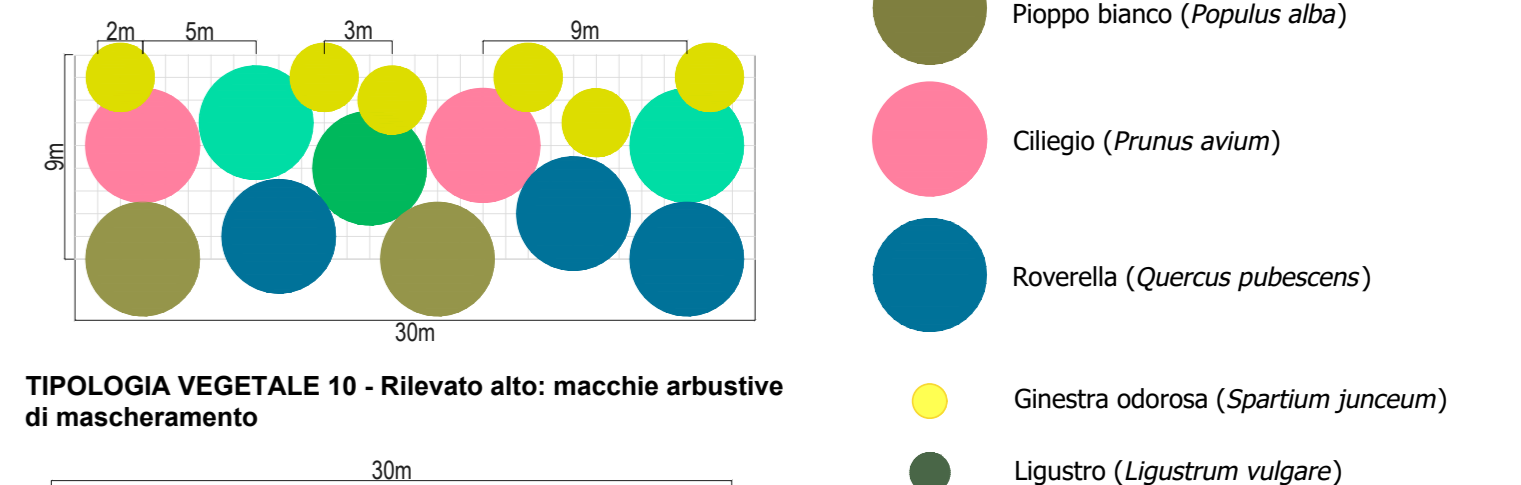 2m
5m
3m
9m
9m
30m
TIPOLOGIA VEGETALE 10 - Rilevato alto: macchie arbustive
di mascheramento
30m
Pioppo bianco (Populus alba)
Ciliegio (Prunus avium)
Roverella (Quercus pubescens)
Ginestra odorosa (Spartium junceum)
Ligustro (Ligustrum vulgare)